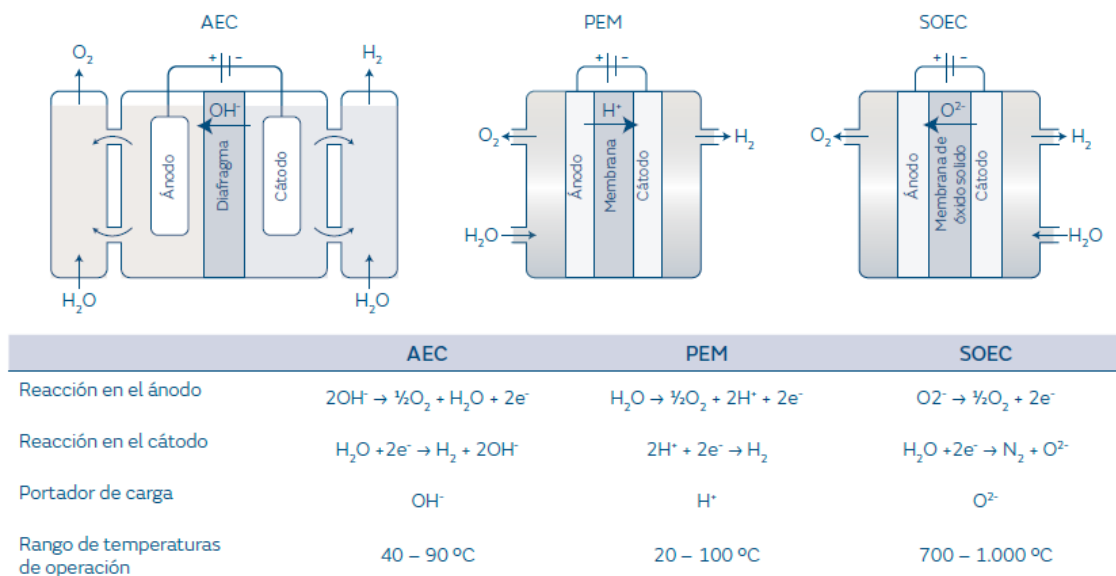 AEC
PEM
SOEC
O₂
H₂
+ −
OH⁻
Ánodo
Diafragma
Cátodo
H₂O
H₂O
+ −
H⁺
O₂
H₂
Ánodo
Membrana
Cátodo
H₂O
+ −
O²⁻
O₂
H₂
Ánodo
Membrana de
óxido solido
Cátodo
H₂O
AEC PEM SOEC
Reacción en el ánodo 2OH⁻ → ½O₂ + H₂O + 2e⁻ H₂O → ½O₂ + 2H⁺ + 2e⁻ O2⁻ → ½O₂ + 2e⁻
Reacción en el cátodo H₂O +2e⁻ → H₂ + 2OH⁻ 2H⁺ + 2e⁻ → H₂ H₂O +2e⁻ → N₂ + O²⁻
Portador de carga OH⁻ H⁺ O²⁻
Rango de temperaturas
de operación 40 – 90 ºC 20 – 100 ºC 700 – 1.000 ºC